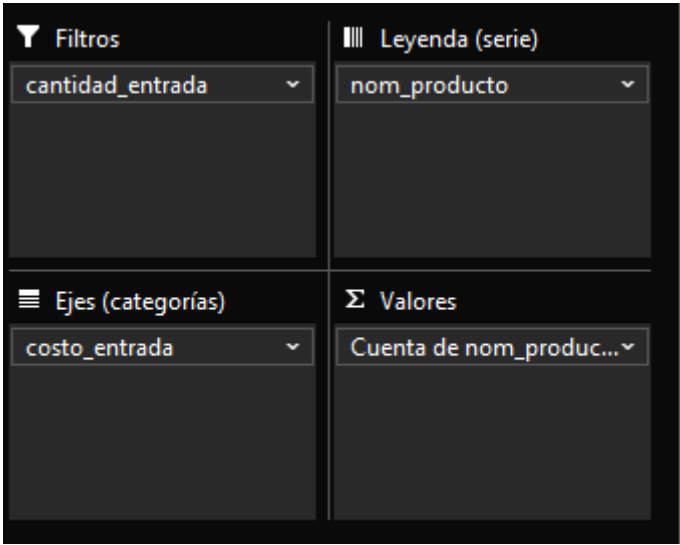 Filtros
cantidad_entrada
Leyenda (serie)
nom_producto
Ejes (categorías)
costo_entrada
Σ Valores
Cuenta de nom_produc...